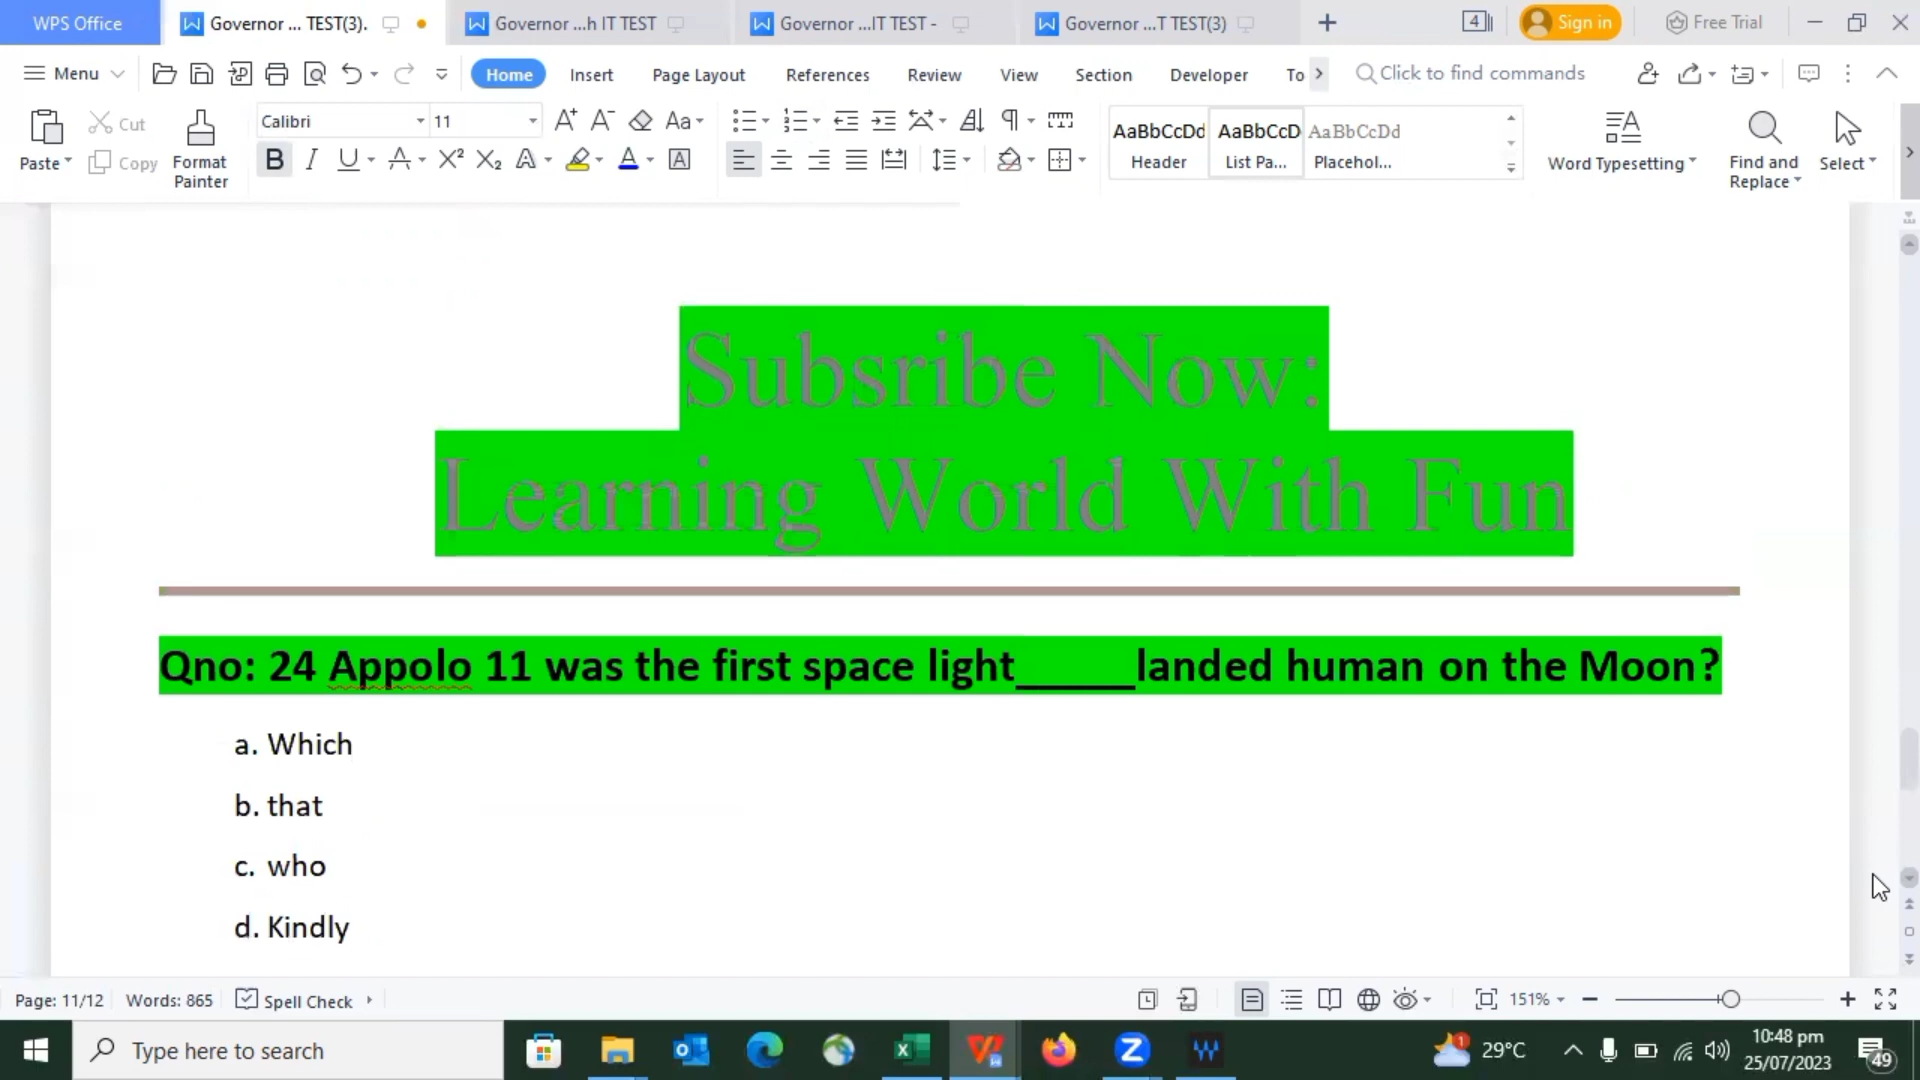 WPS Office
Governor ... TEST(3).
Governor ...h IT TEST
Governor ...IT TEST -
Governor ...T TEST(3)
4
Sign in
Free Trial
Menu
Home
Insert
Page Layout
References
Review
View
Section
Developer
To
Click to find commands
Paste
Cut
Copy
Format
Painter
Calibri
11
AaBbCcDd
Header
AaBbCcD
List Pa...
AaBbCcDd
Placehol...
Word Typesetting
Find and
Replace
Select
Subsribe Now:
Learning World With Fun
Qno: 24 Appolo 11 was the first space light_____landed human on the Moon?
a. Which
b. that
c. who
d. Kindly
Page: 11/12
Words: 865
Spell Check
151%
Type here to search
1
29°C
10:48 pm
25/07/2023
49